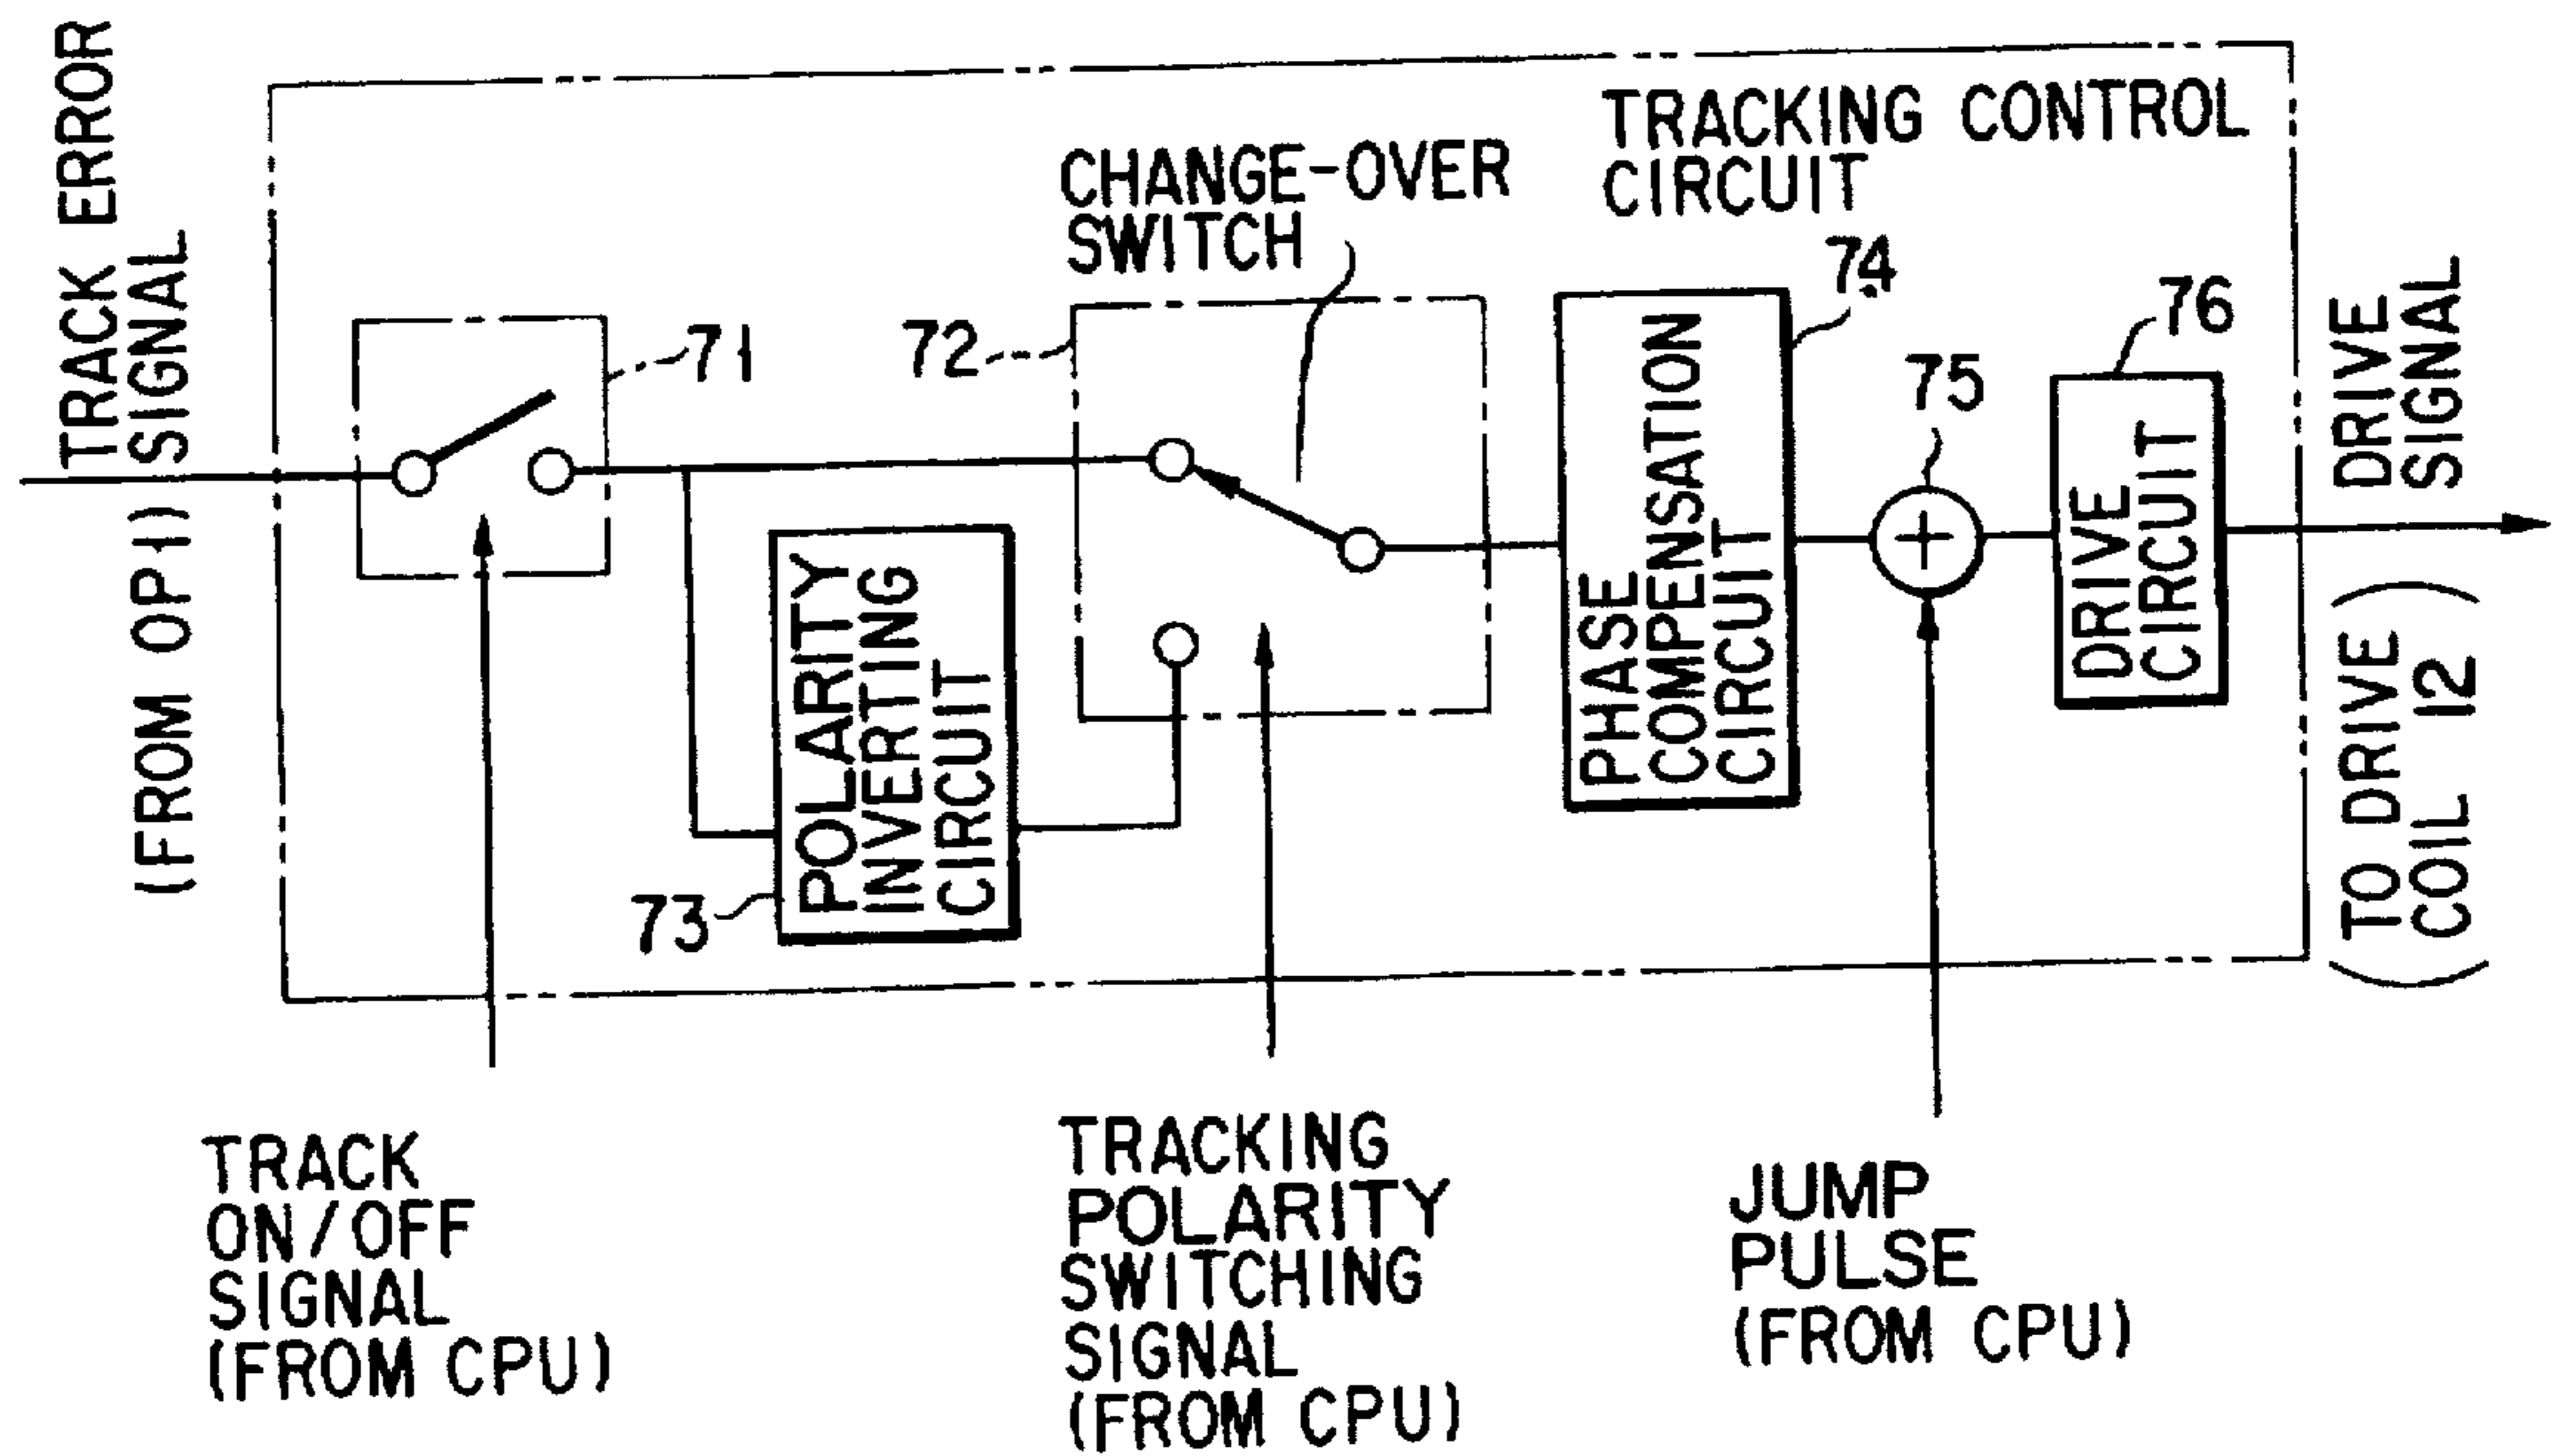 TRACK ERROR
SIGNAL
(FROM OP1)
TRACKING CONTROL
CIRCUIT
CHANGE-OVER
SWITCH
71
72
74
75
76
PHASE
COMPENSATION
CIRCUIT
DRIVE
CIRCUIT
POLARITY
INVERTING
CIRCUIT
73
DRIVE
SIGNAL
(TO DRIVE
COIL 12)
TRACK
ON/OFF
SIGNAL
(FROM CPU)
TRACKING
POLARITY
SWITCHING
SIGNAL
(FROM CPU)
JUMP
PULSE
(FROM CPU)